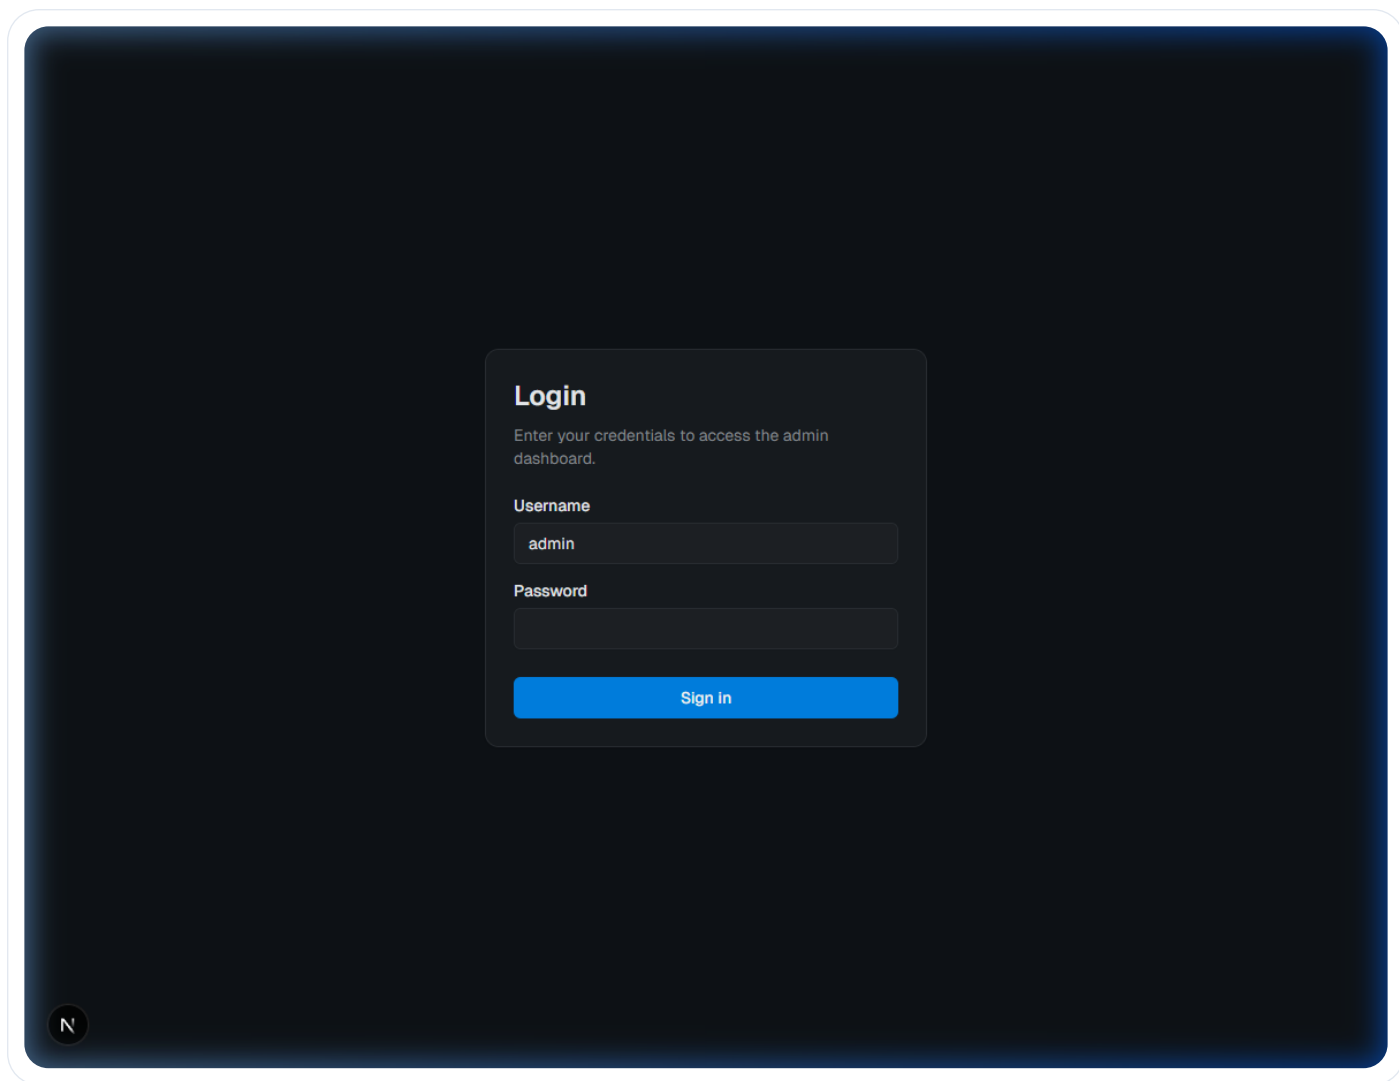 Login
Enter your credentials to access the admin
dashboard.
Username
admin
Password
Sign in
N